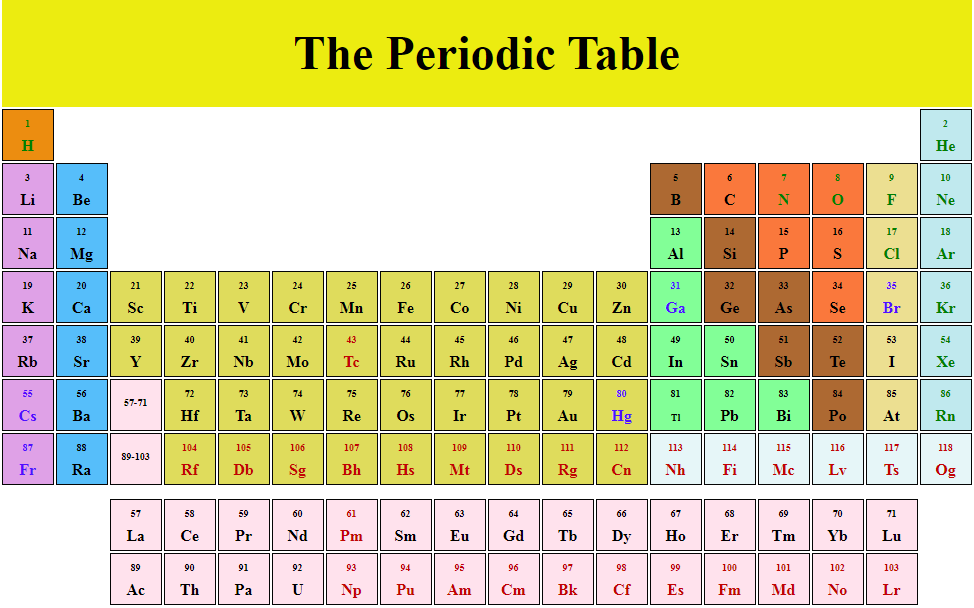 The Periodic Table
1 2
H He
3 4 5 6 7 8 9 10
Li Be B C N O F Ne
11 12 13 14 15 16 17 18
Na Mg Al Si P S Cl Ar
19 20 21 22 23 24 25 26 27 28 29 30 31 32 33 34 35 36
K Ca Sc Ti V Cr Mn Fe Co Ni Cu Zn Ga Ge As Se Br Kr
37 38 39 40 41 42 43 44 45 46 47 48 49 50 51 52 53 54
Rb Sr Y Zr Nb Mo Tc Ru Rh Pd Ag Cd In Sn Sb Te I Xe
55 56 57-71 72 73 74 75 76 77 78 79 80 81 82 83 84 85 86
Cs Ba Hf Ta W Re Os Ir Pt Au Hg Tl Pb Bi Po At Rn
87 88 89-103 104 105 106 107 108 109 110 111 112 113 114 115 116 117 118
Fr Ra Rf Db Sg Bh Hs Mt Ds Rg Cn Nh Fi Mc Lv Ts Og
57 58 59 60 61 62 63 64 65 66 67 68 69 70 71
La Ce Pr Nd Pm Sm Eu Gd Tb Dy Ho Er Tm Yb Lu
89 90 91 92 93 94 95 96 97 98 99 100 101 102 103
Ac Th Pa U Np Pu Am Cm Bk Cf Es Fm Md No Lr